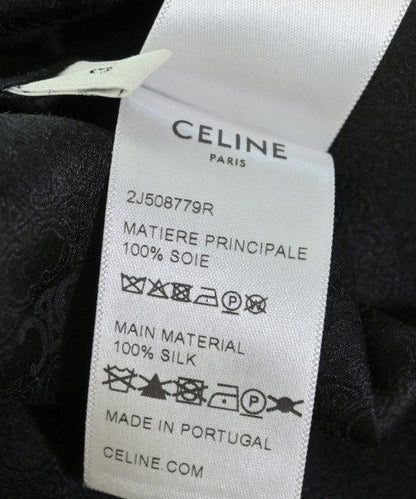 CELINE
PARIS
2J508779R
MATIERE PRINCIPALE
100% SOIE
MAIN MATERIAL
100% SILK
MADE IN PORTUGAL
CELINE.COM